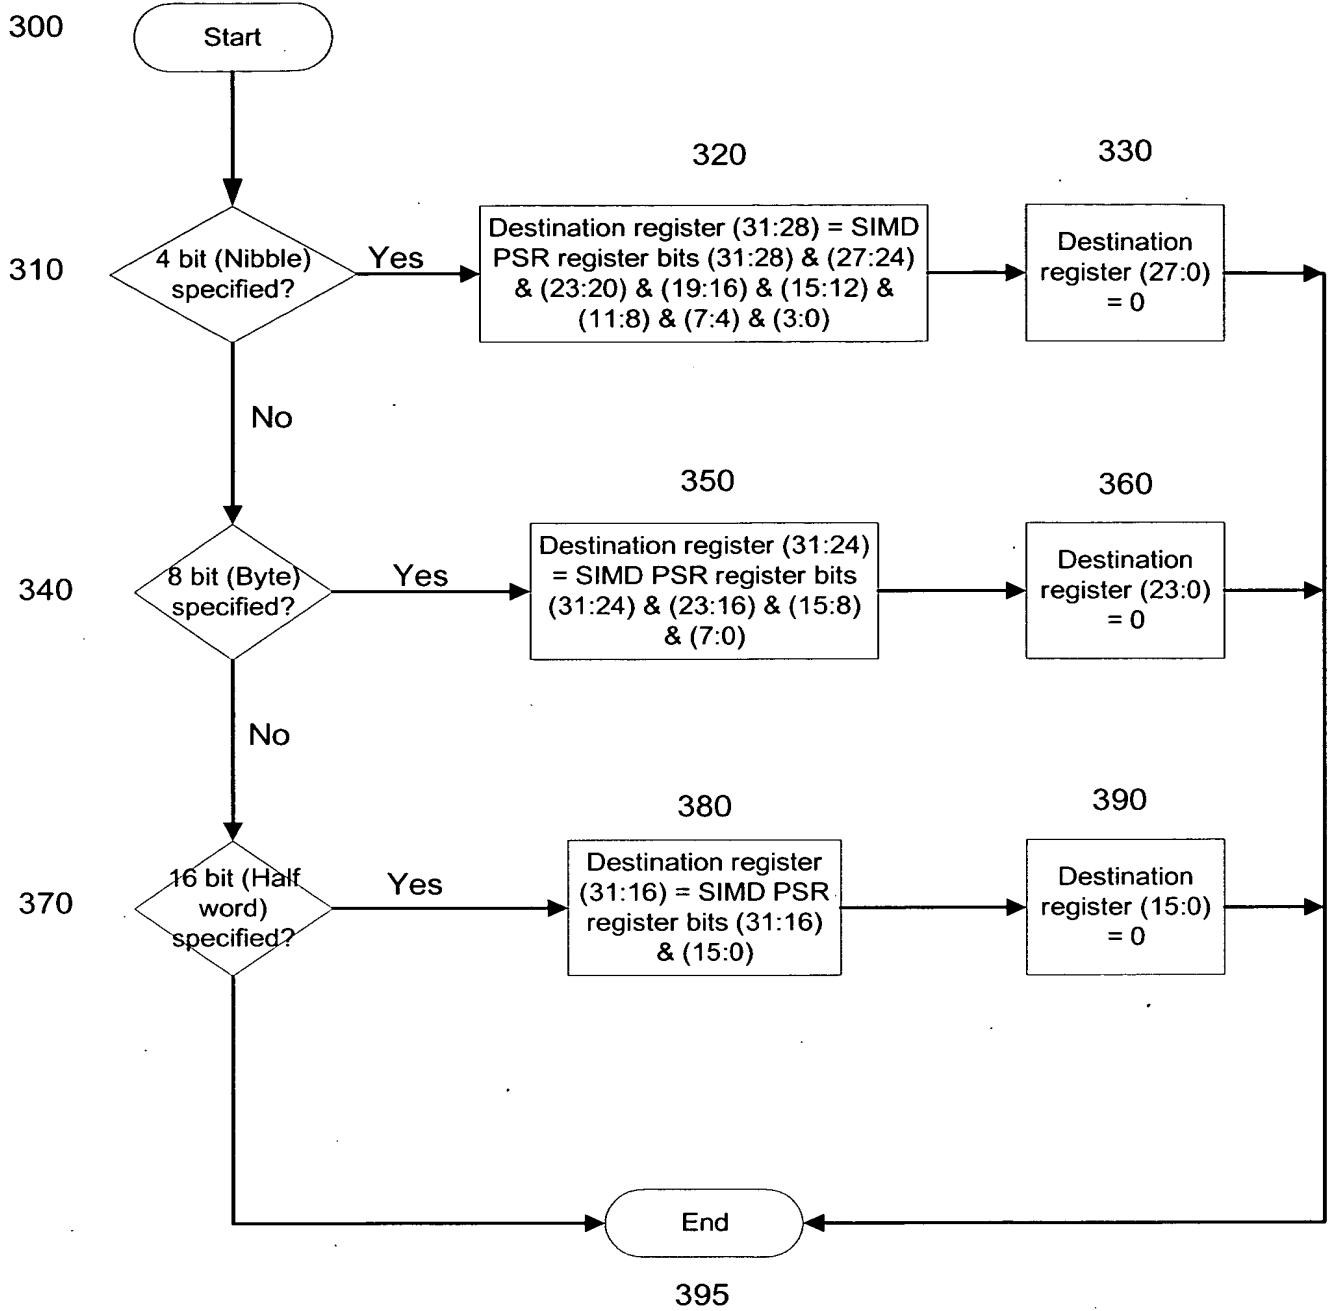 300
Start
320
330
310
4 bit (Nibble)
specified?
Yes
Destination register (31:28) = SIMD
PSR register bits (31:28) & (27:24)
& (23:20) & (19:16) & (15:12) &
(11:8) & (7:4) & (3:0)
Destination
register (27:0)
= 0
No
350
360
340
8 bit (Byte)
specified?
Yes
Destination register (31:24)
= SIMD PSR register bits
(31:24) & (23:16) & (15:8)
& (7:0)
Destination
register (23:0)
= 0
No
380
390
370
16 bit (Half
word)
specified?
Yes
Destination register
(31:16) = SIMD PSR
register bits (31:16)
& (15:0)
Destination
register (15:0)
= 0
End
395